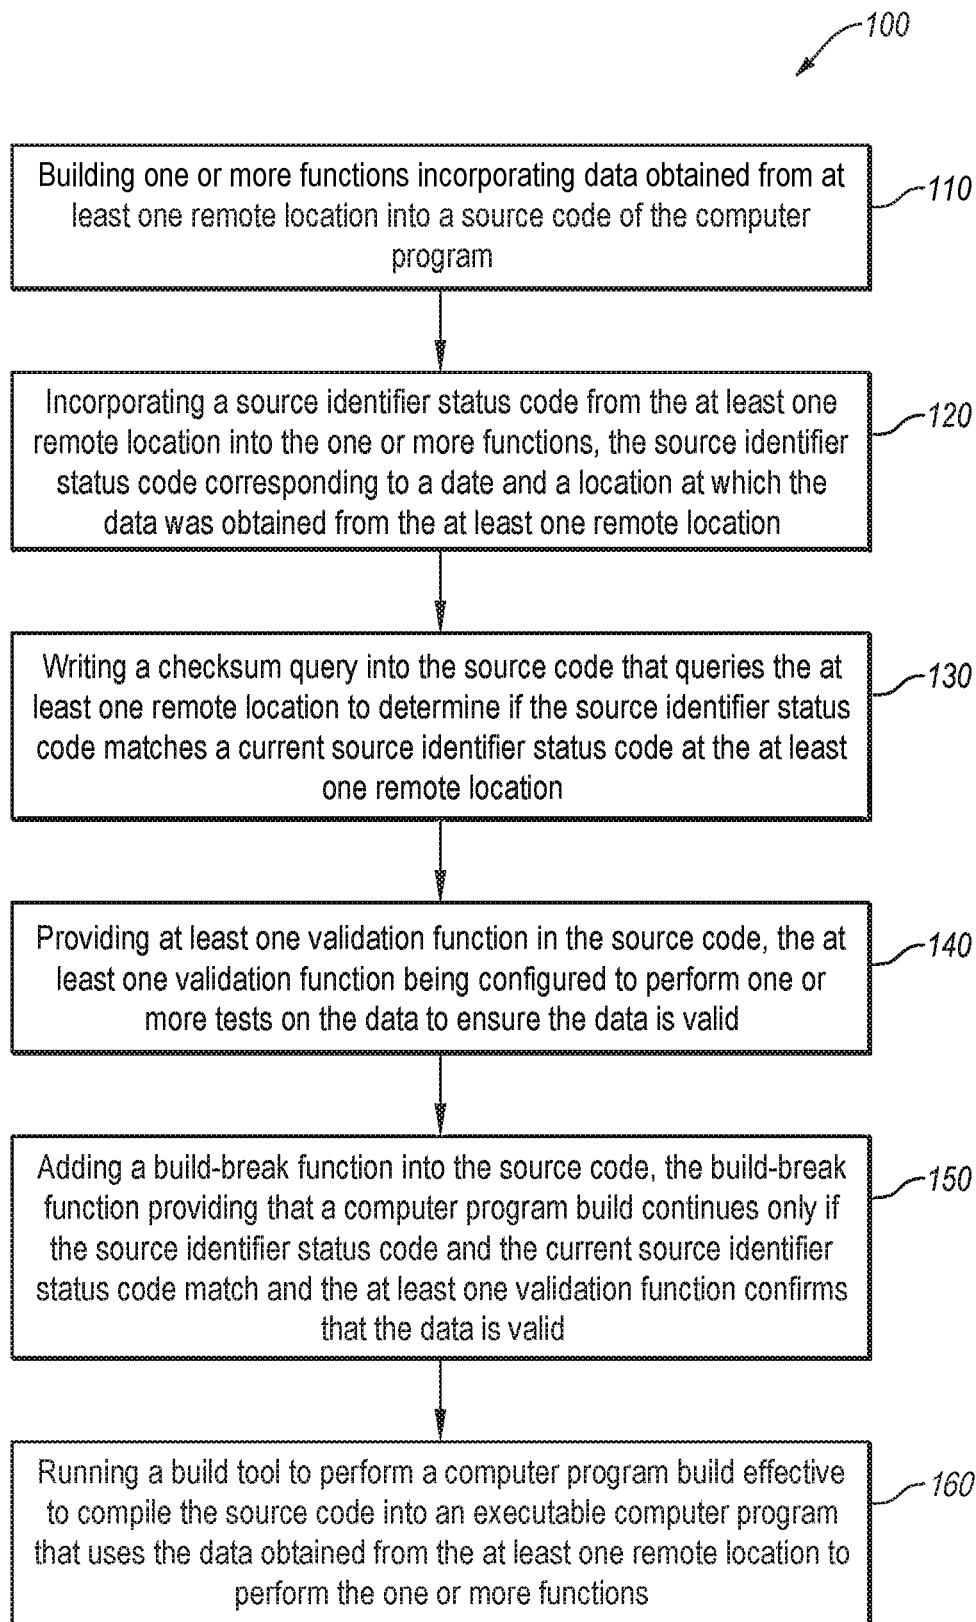 100
Building one or more functions incorporating data obtained from at
least one remote location into a source code of the computer
program
110
Incorporating a source identifier status code from the at least one
remote location into the one or more functions, the source identifier
status code corresponding to a date and a location at which the
data was obtained from the at least one remote location
120
Writing a checksum query into the source code that queries the at
least one remote location to determine if the source identifier status
code matches a current source identifier status code at the at least
one remote location
130
Providing at least one validation function in the source code, the at
least one validation function being configured to perform one or
more tests on the data to ensure the data is valid
140
Adding a build-break function into the source code, the build-break
function providing that a computer program build continues only if
the source identifier status code and the current source identifier
status code match and the at least one validation function confirms
that the data is valid
150
Running a build tool to perform a computer program build effective
to compile the source code into an executable computer program
that uses the data obtained from the at least one remote location to
perform the one or more functions
160